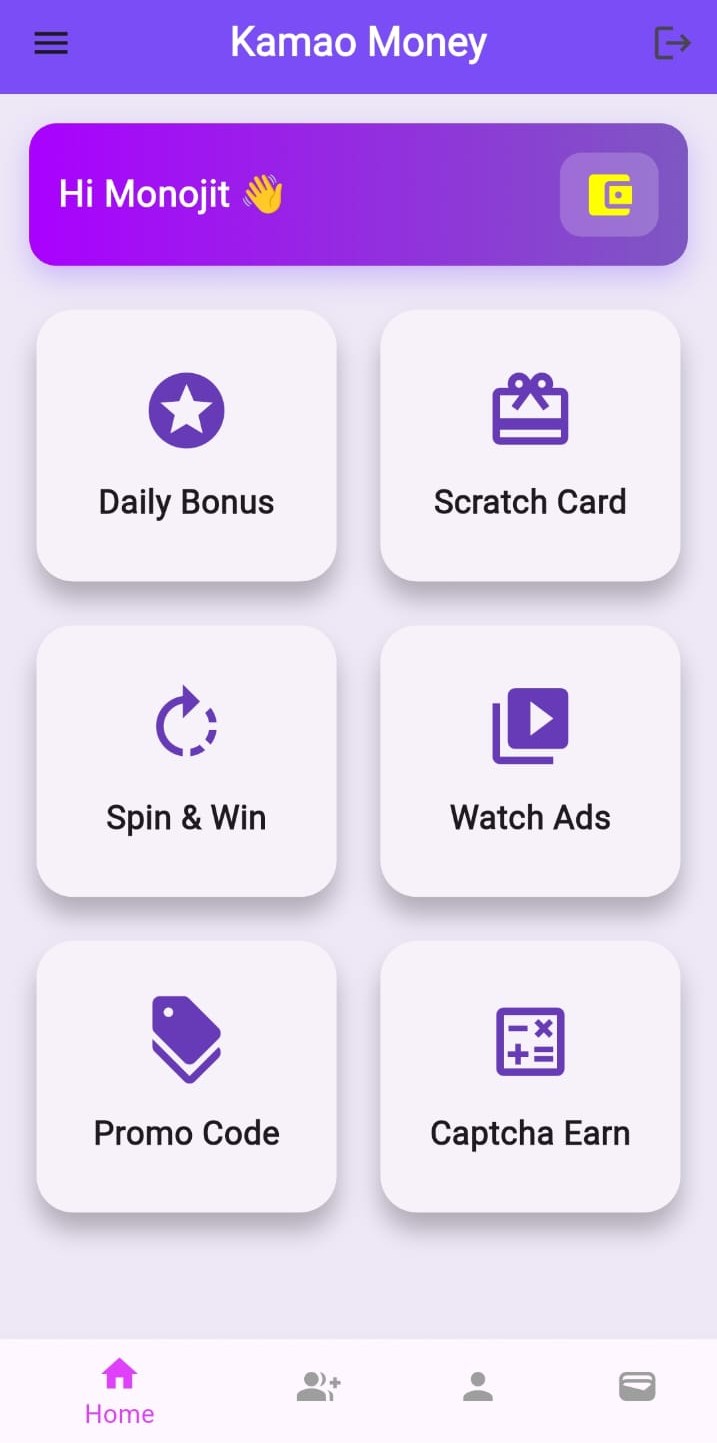 Kamao Money
Hi Monojit 👋
Daily Bonus
Scratch Card
Spin & Win
Watch Ads
Promo Code
Captcha Earn
Home